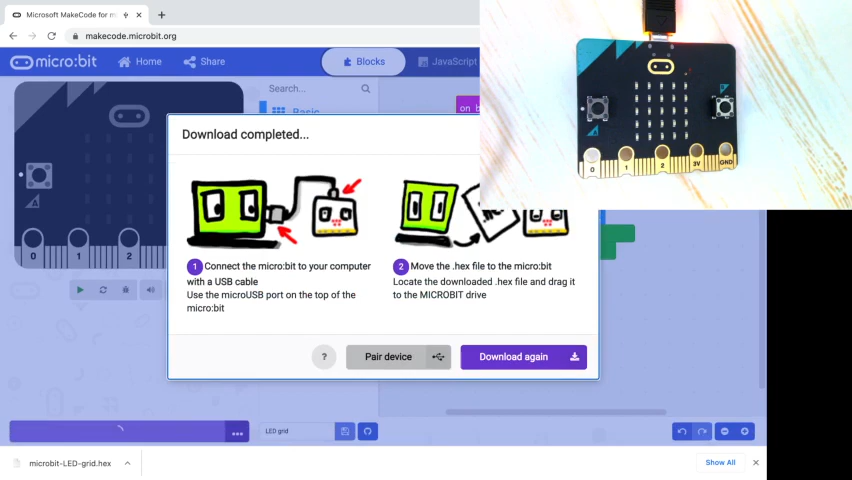 Microsoft MakeCode for m
makecode.microbit.org
micro:bit
Home
Share
Blocks
JavaScript
Search...
Basic
on b
Download completed...
1 Connect the micro:bit to your computer
with a USB cable
Use the microUSB port on the top of the
micro:bit
2 Move the .hex file to the micro:bit
Locate the downloaded .hex file and drag it
to the MICROBIT drive
?
Pair device
Download again
A
0
1
2
LED grid
microbit-LED-grid.hex
Show All
A
B
0
1
2
3V
GND